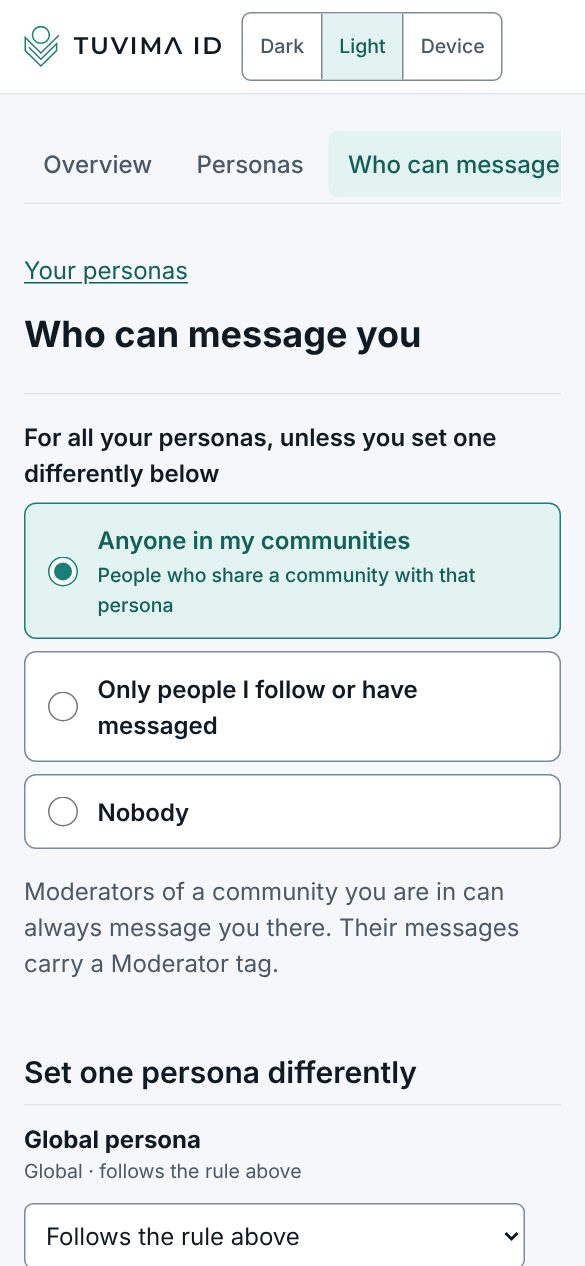 TUVIMA ID
Dark
Light
Device
Overview
Personas
Who can message
Your personas
Who can message you
For all your personas, unless you set one
differently below
Anyone in my communities
People who share a community with that
persona
Only people I follow or have
messaged
Nobody
Moderators of a community you are in can
always message you there. Their messages
carry a Moderator tag.
Set one persona differently
Global persona
Global · follows the rule above
Follows the rule above